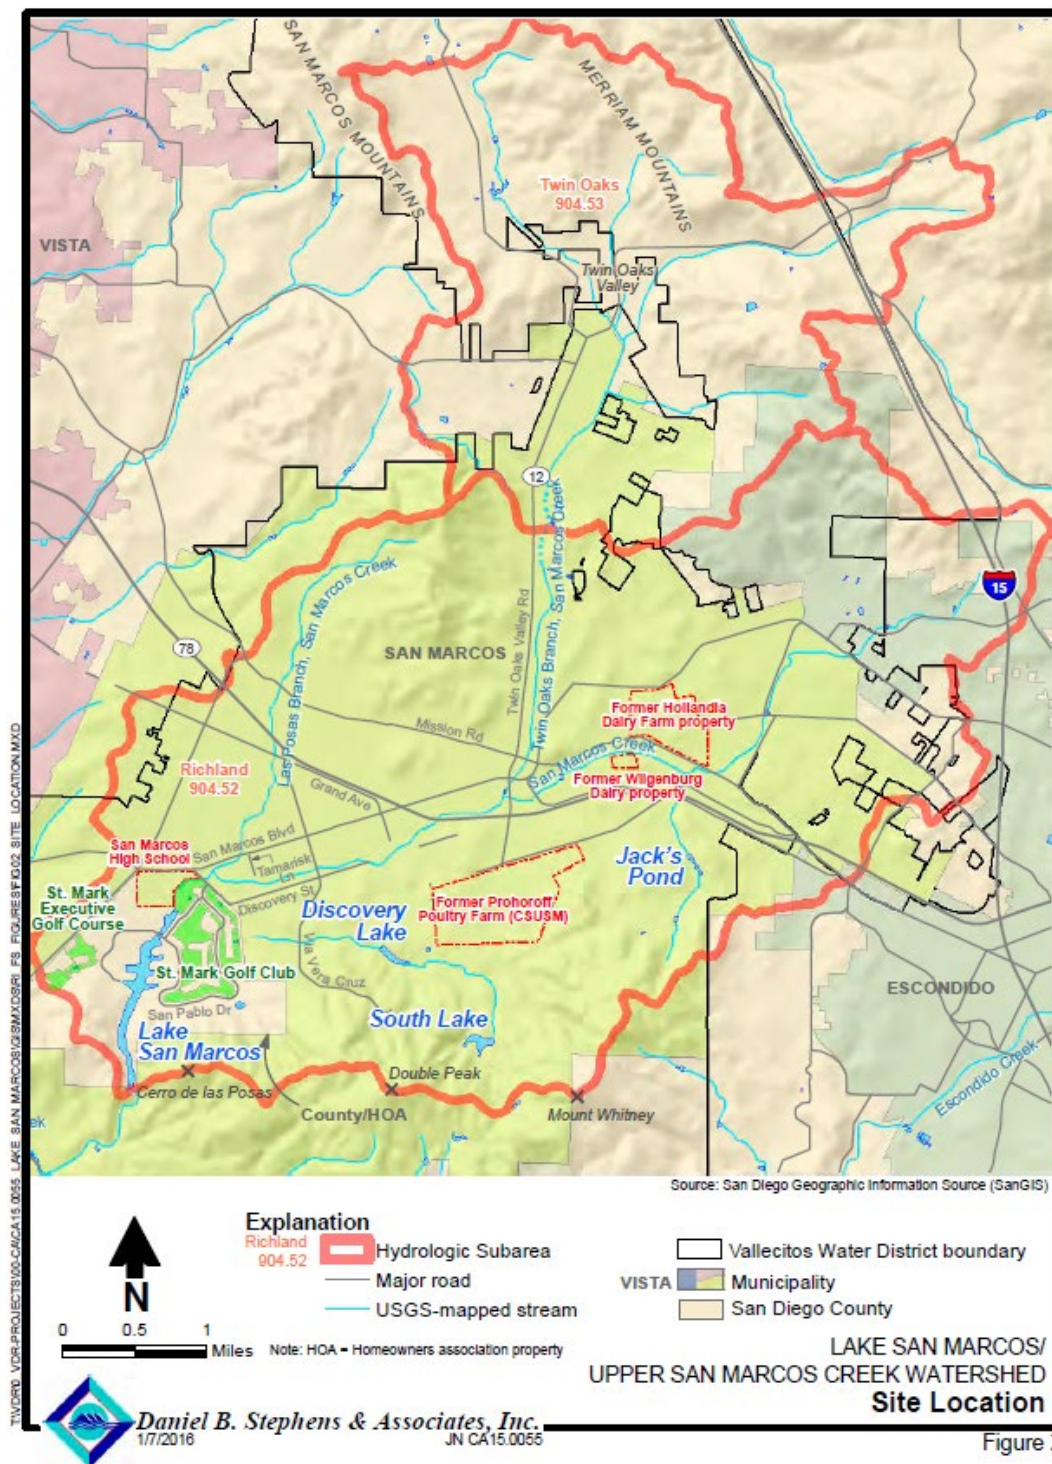 SAN MARCOS MOUNTAINS
MERRIAM MOUNTAINS
Twin Oaks
904.53
VISTA
Twin Oaks
Valley
12
15
Las Posas Branch, San Marcos Creek
Twin Oaks Valley Rd
Twin Oaks Branch, San Marcos Creek
78
SAN MARCOS
Former Hollandia
Dairy Farm property
Mission Rd
San Marcos Creek
Richland
904.52
Former Wilgenburg
Dairy property
Grand Ave
San Marcos Blvd
San Marcos
High School
Tamarisk
Ln
Discovery St
Jack's
Pond
St. Mark
Executive
Golf Course
Discovery
Lake
Former Prohoroff
Poultry Farm (CSUSM)
Via Vera Cruz
St. Mark Golf Club
ESCONDIDO
San Pablo Dr
South Lake
Lake
San Marcos
Double Peak
Cerro de las Posas
County/HOA
Mount Whitney
Escondido Creek
Source: San Diego Geographic Information Source (SanGIS)
Explanation
Richland
904.52
Hydrologic Subarea
Major road
USGS-mapped stream
Vallecitos Water District boundary
VISTA Municipality
San Diego County
N
0 0.5 1
Miles
Note: HOA = Homeowners association property
LAKE SAN MARCOS/
UPPER SAN MARCOS CREEK WATERSHED
Site Location
Daniel B. Stephens & Associates, Inc.
1/7/2016
JN CA15.0055
Figure